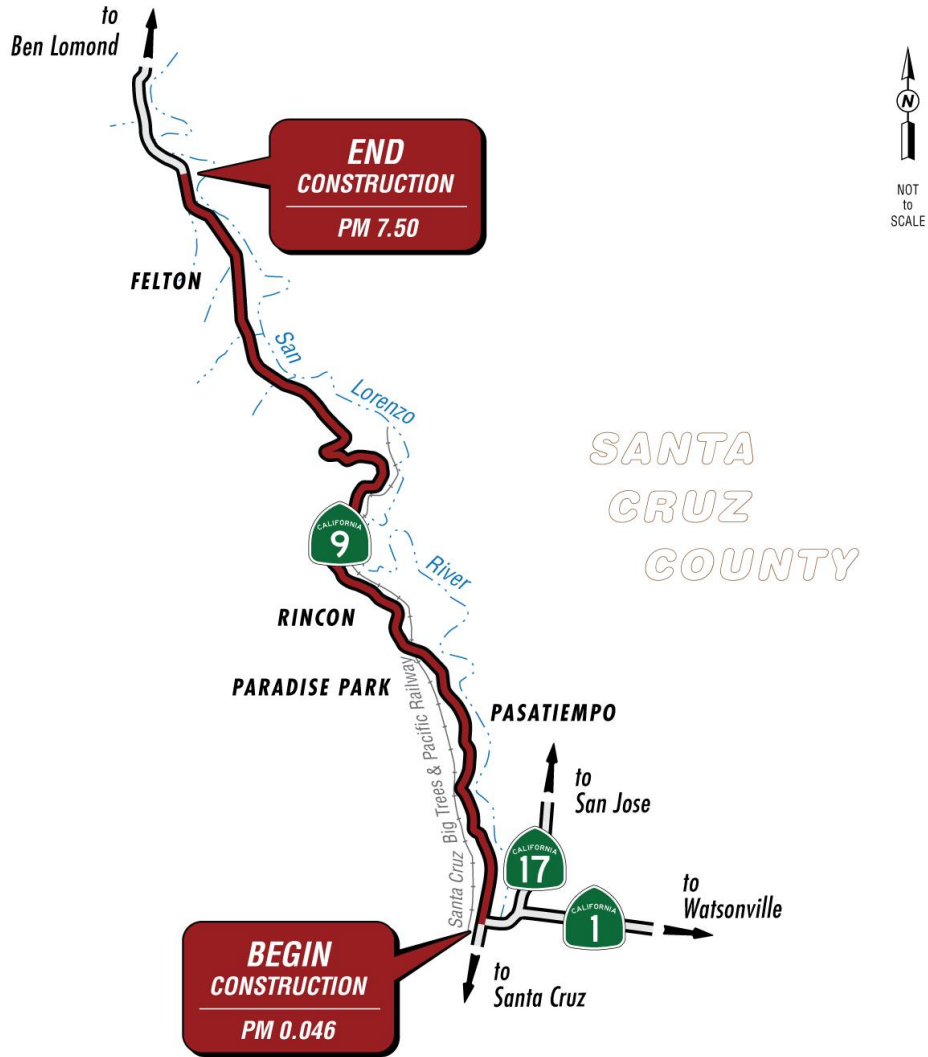 to
Ben Lomond
N
NOT
to
SCALE
END
CONSTRUCTION
PM 7.50
FELTON
San
Lorenzo
River
SANTA
CRUZ
COUNTY
CALIFORNIA
9
RINCON
PARADISE PARK
Santa Cruz Big Trees & Pacific Railway
PASATIEMPO
to
San Jose
CALIFORNIA
17
CALIFORNIA
1
to
Watsonville
BEGIN
CONSTRUCTION
PM 0.046
to
Santa Cruz